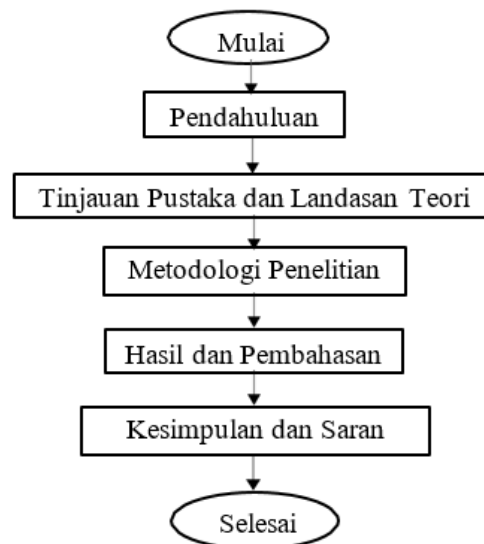 Mulai
Pendahuluan
Tinjauan Pustaka dan Landasan Teori
Metodologi Penelitian
Hasil dan Pembahasan
Kesimpulan dan Saran
Selesai